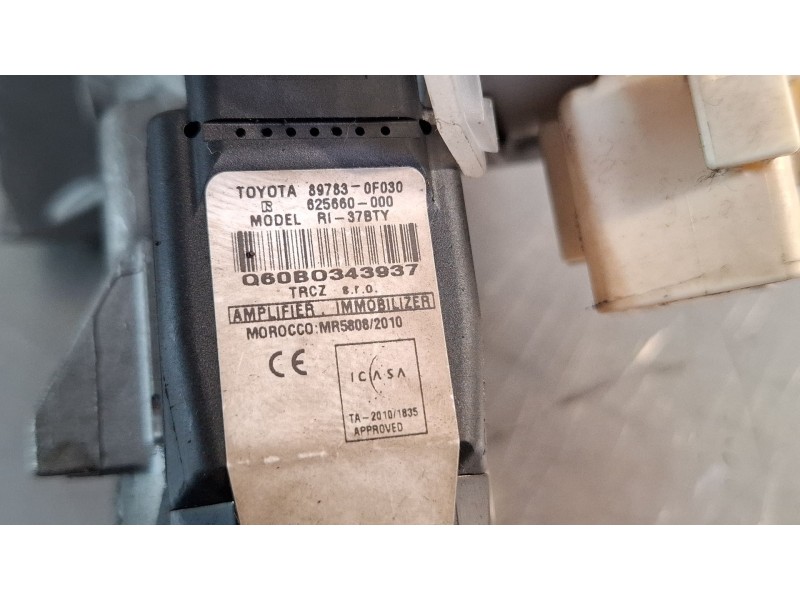 TOYOTA 89783-0F030
625660-000
MODEL RI-37BTY
Q60B0343937
TRCZ s.r.o.
AMPLIFIER, IMMOBILIZER
MOROCCO:MR5808/2010
CE
ICASA
TA-2010/1835
APPROVED